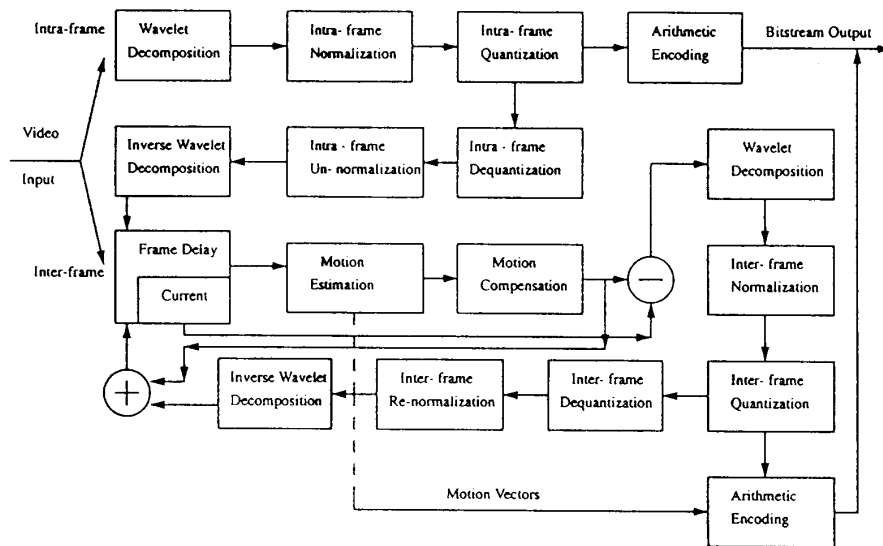 Intra-frame
Wavelet
Decomposition
Intra- frame
Normalization
Intra- frame
Quantization
Arithmetic
Encoding
Bitstream Output
Video
Input
Inverse Wavelet
Decomposition
Intra - frame
Un- normalization
Intra - frame
Dequantization
Wavelet
Decomposition
Inter-frame
Frame Delay
Current
Motion
Estimation
Motion
Compensation
−
Inter- frame
Normalization
+
Inverse Wavelet
Decomposition
Inter- frame
Re-normalization
Inter- frame
Dequantization
Inter- frame
Quantization
Motion Vectors
Arithmetic
Encoding